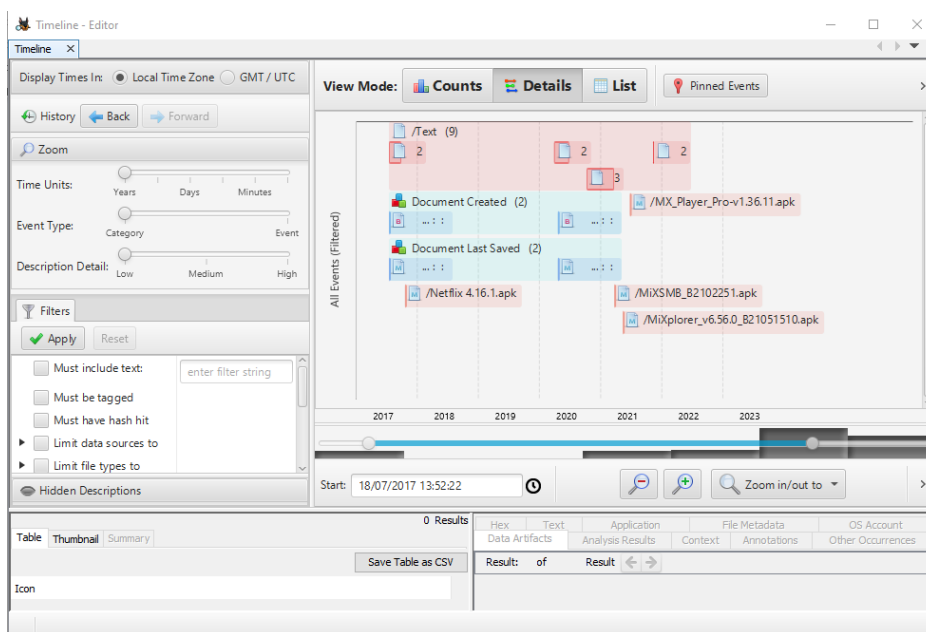 Timeline - Editor
Timeline X
Display Times In: Local Time Zone GMT / UTC
History Back Forward
Zoom
Time Units:
Years Days Minutes
Event Type:
Category Event
Description Detail:
Low Medium High
Filters
Apply Reset
Must include text: enter filter string
Must be tagged
Must have hash hit
Limit data sources to
Limit file types to
Hidden Descriptions
View Mode: Counts Details List Pinned Events
All Events (Filtered)
/Text (9)
2 2 2
3
Document Created (2) /MX_Player_Pro-v1.36.11.apk
...: : ...: :
Document Last Saved (2)
...: : ...: :
/Netflix 4.16.1.apk /MiXSMB_B2102251.apk
/MiXplorer_v6.56.0_B21051510.apk
2017 2018 2019 2020 2021 2022 2023
Start: 18/07/2017 13:52:22 Zoom in/out to
0 Results
Table Thumbnail Summary
Save Table as CSV
Icon
Hex Text Application File Metadata OS Account
Data Artifacts Analysis Results Context Annotations Other Occurrences
Result: of Result